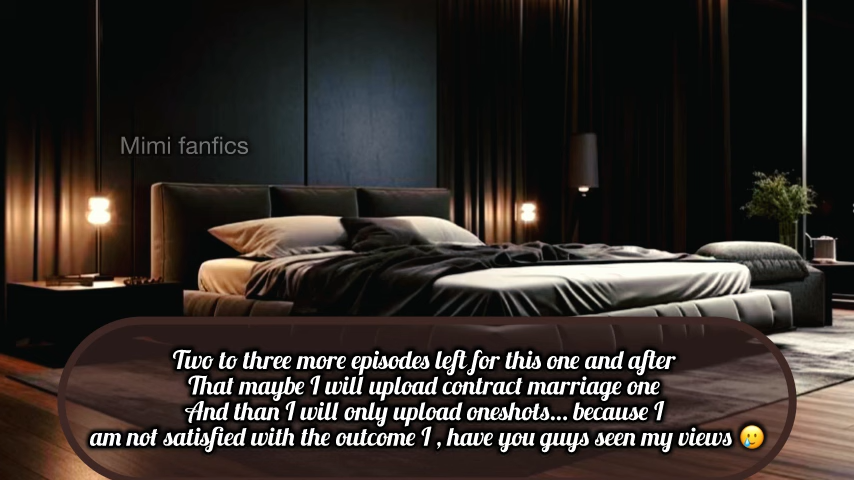 Mimi fanfics
Two to three more episodes left for this one and after
That maybe I will upload contract marriage one
And than I will only upload oneshots... because I
am not satisfied with the outcome I , have you guys seen my views 🥲